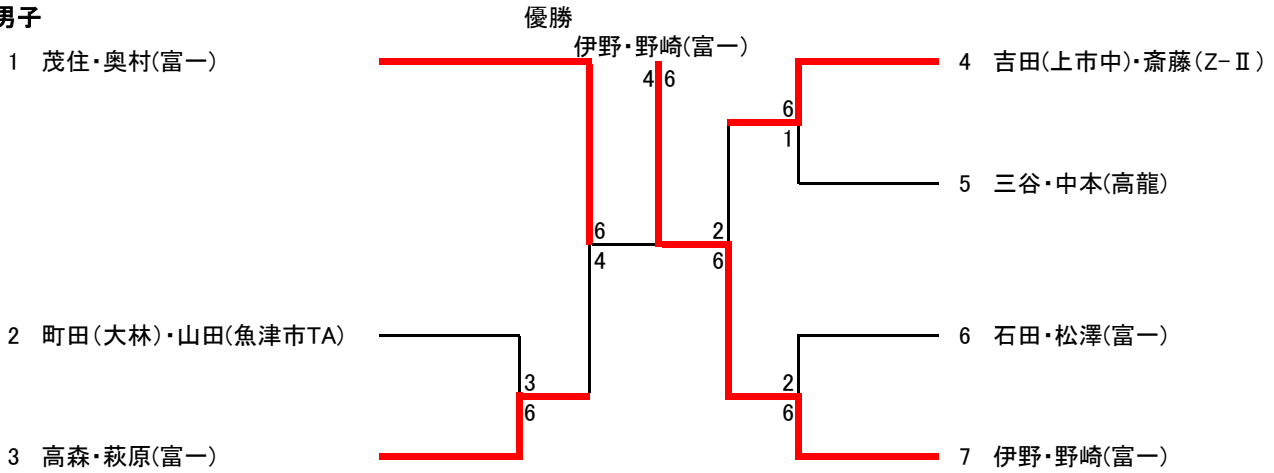 男子
優勝
伊野・野崎(富一)
1 茂住・奥村(富一)
4 吉田(上市中)・斎藤(Z-Ⅱ)
4 6
6
1
5 三谷・中本(高龍)
6
4
2
6
2 町田(大林)・山田(魚津市TA)
6 石田・松澤(富一)
3
6
2
6
3 高森・萩原(富一)
7 伊野・野崎(富一)